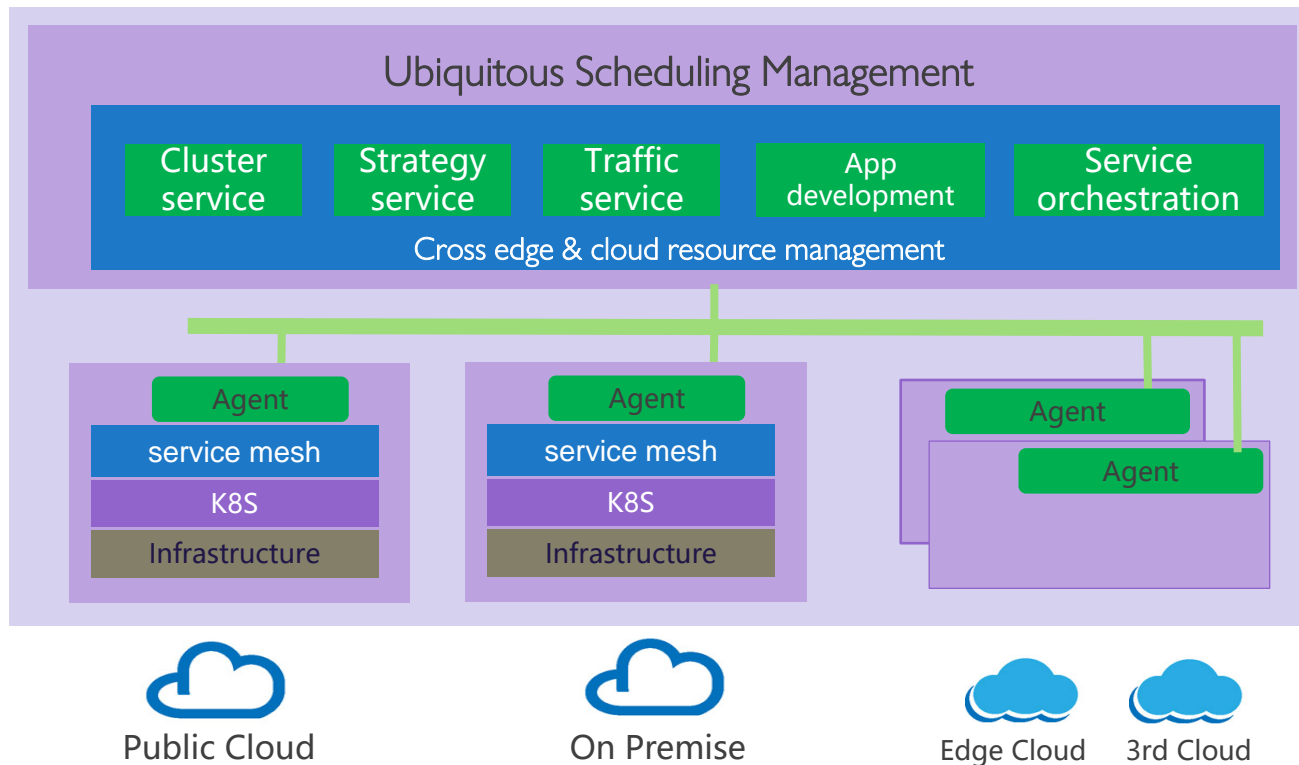 Ubiquitous Scheduling Management
Cluster
service
Strategy
service
Traffic
service
App
development
Service
orchestration
Cross edge & cloud resource management
Agent
service mesh
K8S
Infrastructure
Agent
service mesh
K8S
Infrastructure
Agent
Agent
Public Cloud
On Premise
Edge Cloud
3rd Cloud